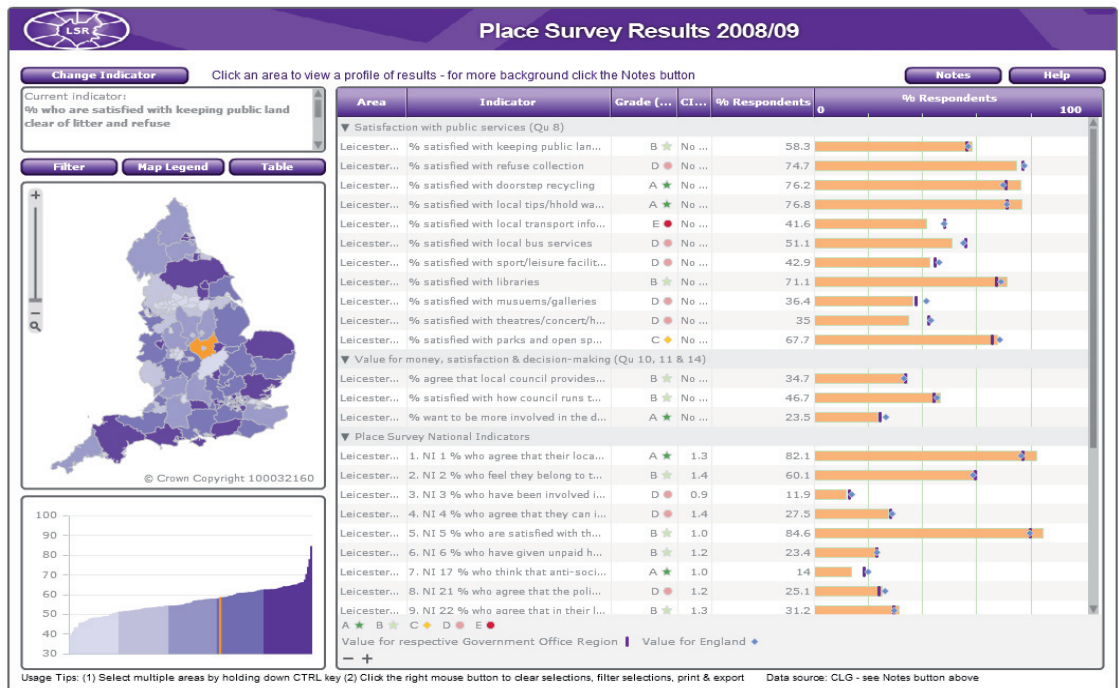 LSR
Place Survey Results 2008/09
Change Indicator
Click an area to view a profile of results - for more background click the Notes button
Notes
Help
Current indicator:
% who are satisfied with keeping public land
clear of litter and refuse
Filter
Map Legend
Table
© Crown Copyright 100032160
100
90
80
70
60
50
40
30
Area Indicator Grade (... CI... % Respondents % Respondents
0 100
▼ Satisfaction with public services (Qu 8)
Leicester... % satisfied with keeping public lan... B ★ No ... 58.3
Leicester... % satisfied with refuse collection D ● No ... 74.7
Leicester... % satisfied with doorstep recycling A ★ No ... 76.2
Leicester... % satisfied with local tips/hhold wa... A ★ No ... 76.8
Leicester... % satisfied with local transport info... E ● No ... 41.6
Leicester... % satisfied with local bus services D ● No ... 51.1
Leicester... % satisfied with sport/leisure facilit... D ● No ... 42.9
Leicester... % satisfied with libraries B ★ No ... 71.1
Leicester... % satisfied with musuems/galleries D ● No ... 36.4
Leicester... % satisfied with theatres/concert/h... D ● No ... 35
Leicester... % satisfied with parks and open sp... C ◆ No ... 67.7
▼ Value for money, satisfaction & decision-making (Qu 10, 11 & 14)
Leicester... % agree that local council provides... B ★ No ... 34.7
Leicester... % satisfied with how council runs t... B ★ No ... 46.7
Leicester... % want to be more involved in the d... A ★ No ... 23.5
▼ Place Survey National Indicators
Leicester... 1. NI 1 % who agree that their loca... A ★ 1.3 82.1
Leicester... 2. NI 2 % who feel they belong to t... B ★ 1.4 60.1
Leicester... 3. NI 3 % who have been involved i... D ● 0.9 11.9
Leicester... 4. NI 4 % who agree that they can i... D ● 1.4 27.5
Leicester... 5. NI 5 % who are satisfied with th... B ★ 1.0 84.6
Leicester... 6. NI 6 % who have given unpaid h... B ★ 1.2 23.4
Leicester... 7. NI 17 % who think that anti-soci... A ★ 1.0 14
Leicester... 8. NI 21 % who agree that the poli... D ● 1.2 25.1
Leicester... 9. NI 22 % who agree that in their l... B ★ 1.3 31.2
A ★ B ★ C ◆ D ● E ●
Value for respective Government Office Region Value for England
Usage Tips: (1) Select multiple areas by holding down CTRL key (2) Click the right mouse button to clear selections, filter selections, print & export Data source: CLG - see Notes button above